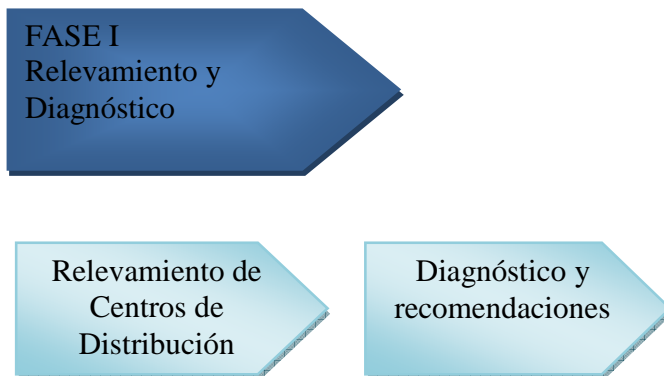 FASE I
Relevamiento y
Diagnóstico
Relevamiento de
Centros de
Distribución
Diagnóstico y
recomendaciones